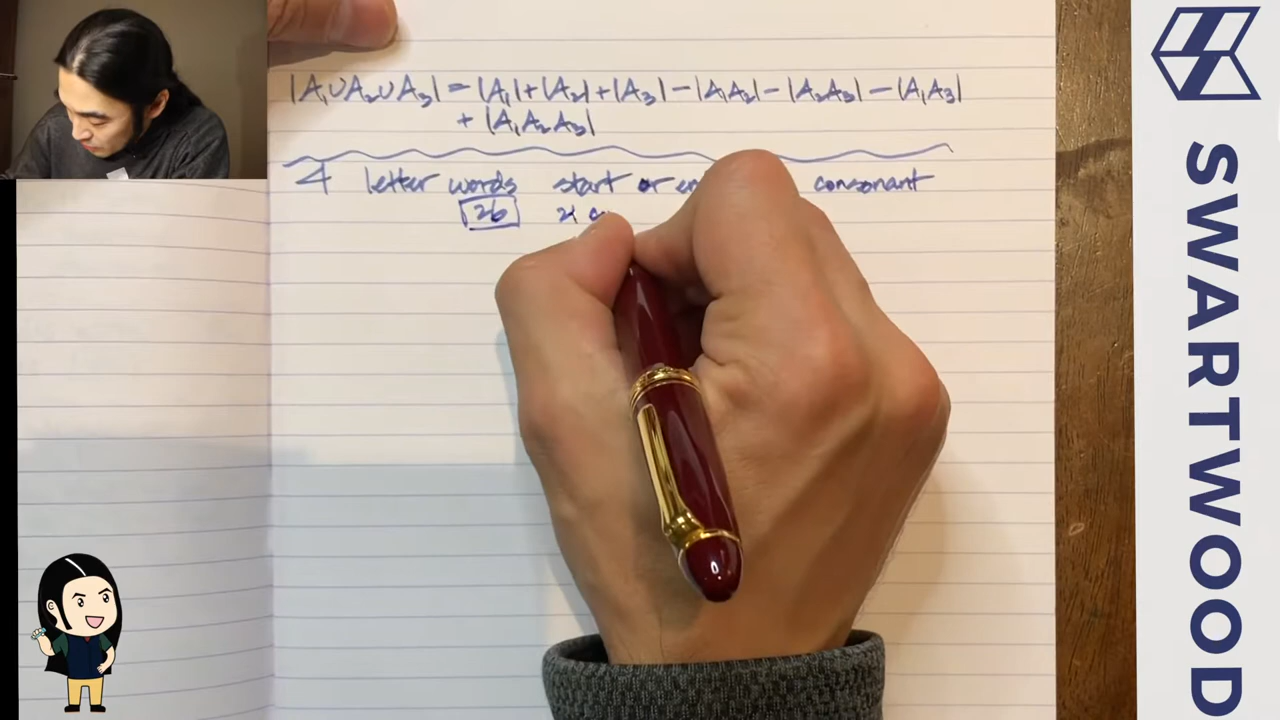 |A₁∪A₂∪A₃| = |A₁|+|A₂|+|A₃| - |A₁A₂| - |A₂A₃| - |A₁A₃|
+ |A₁A₂A₃|
4 letter words start or consonant
26
SWARTWOOD